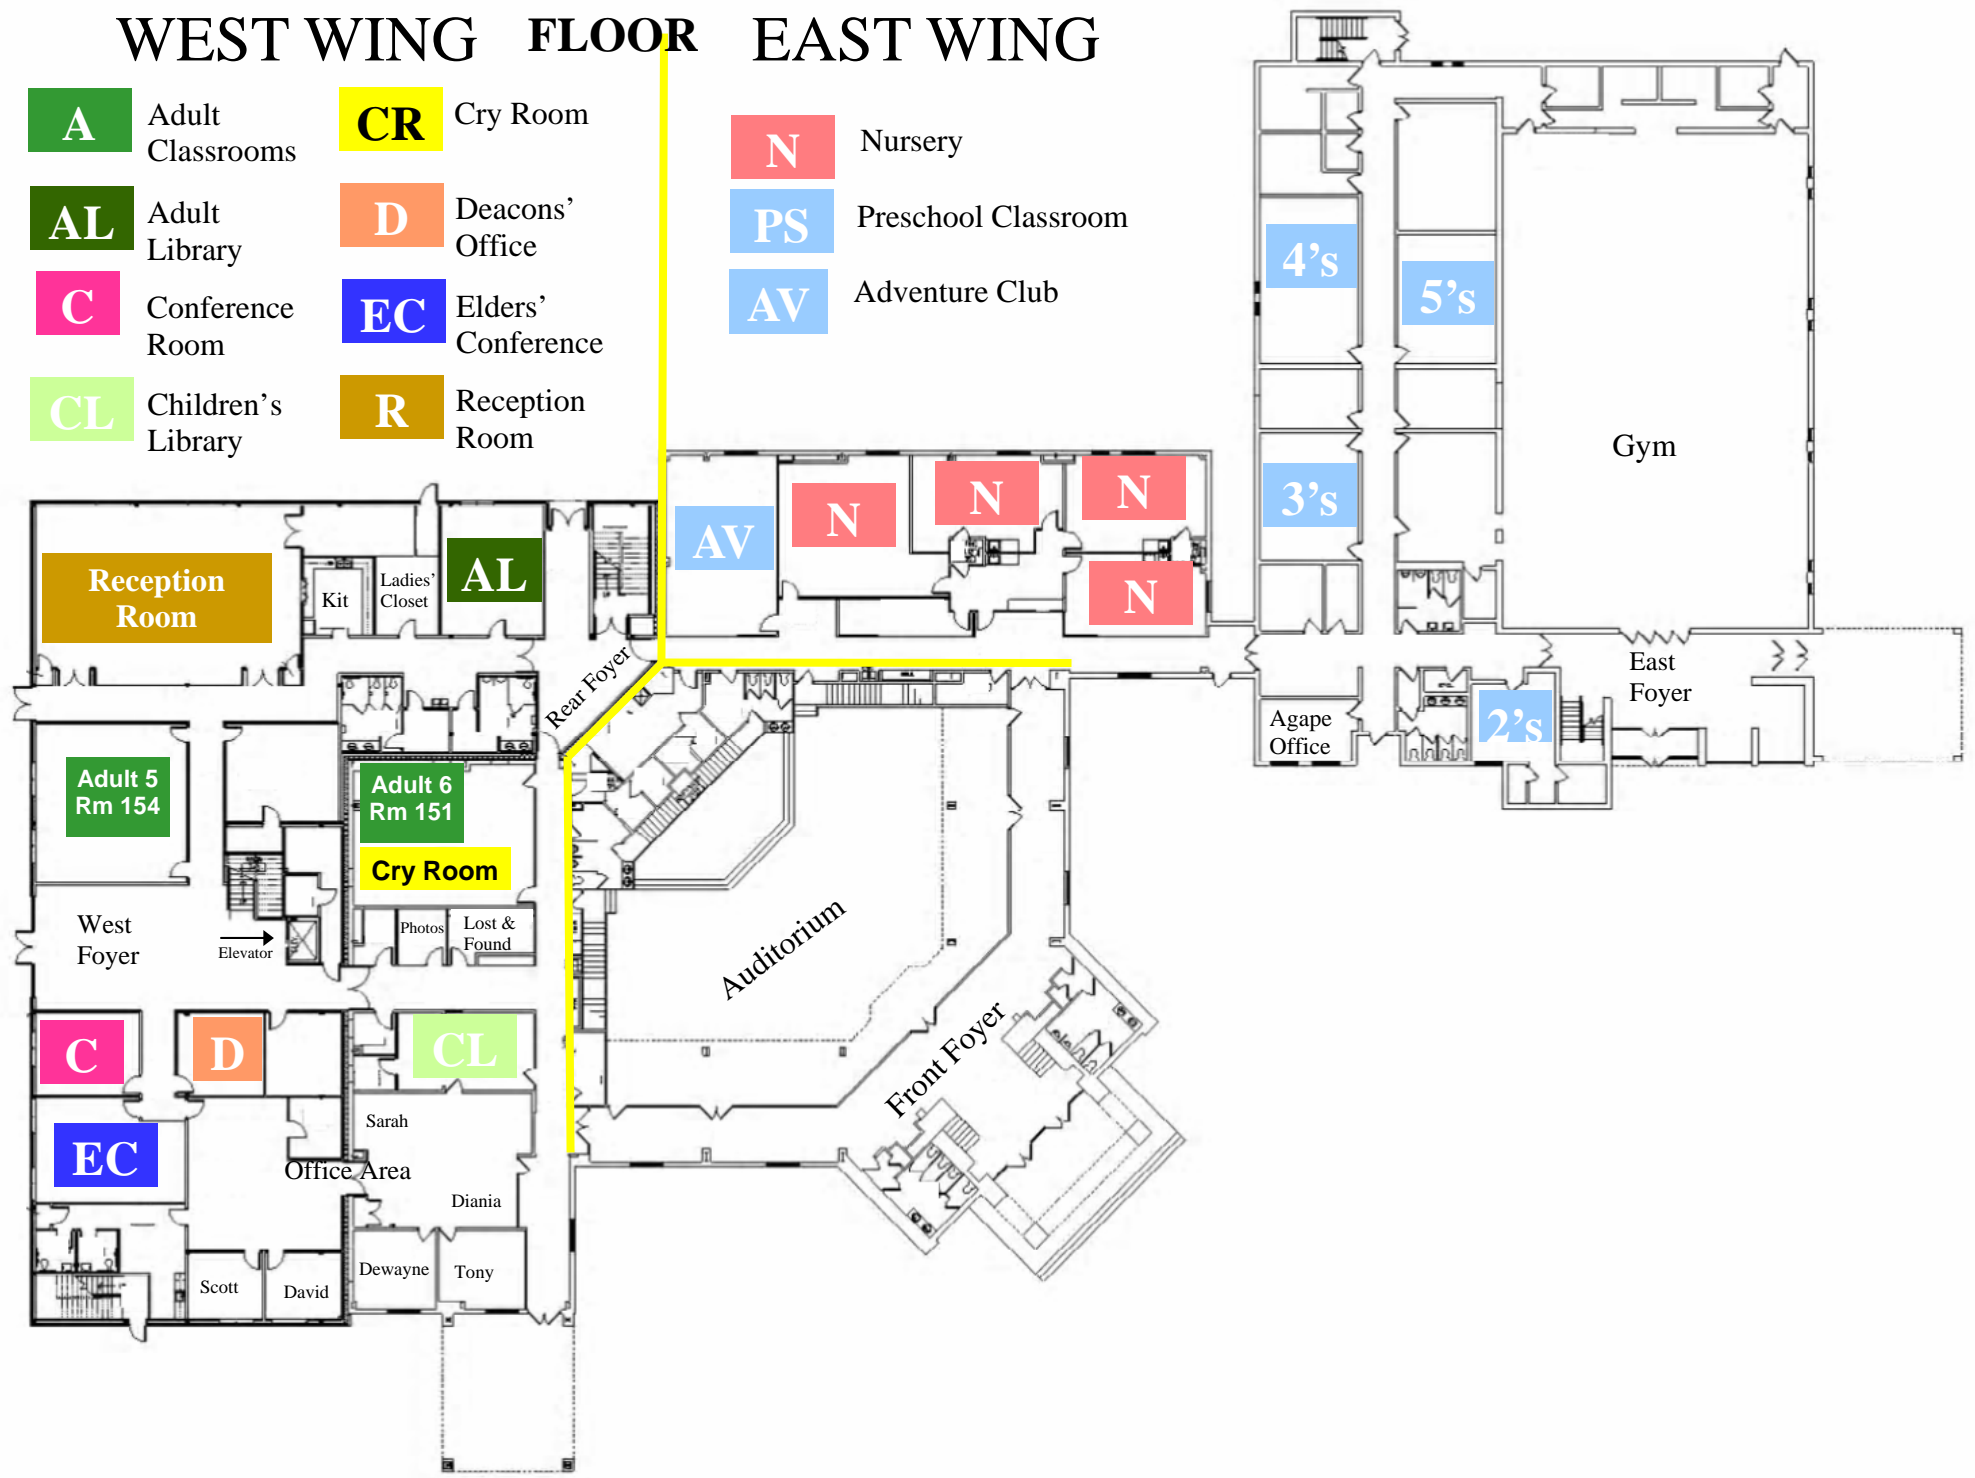 WEST WING
FLOOR
EAST WING
A
Adult
Classrooms
AL
Adult
Library
C
Conference
Room
CL
Children’s
Library
CR
Cry Room
D
Deacons’
Office
EC
Elders’
Conference
R
Reception
Room
N
Nursery
PS
Preschool Classroom
AV
Adventure Club
4’s
5’s
3’s
Gym
AV
N
N
N
N
Reception
Room
Kit
Ladies’
Closet
AL
Rear Foyer
East
Foyer
Agape
Office
2’s
Adult 5
Rm 154
Adult 6
Rm 151
Cry Room
West
Foyer
Elevator
Photos
Lost &
Found
Auditorium
Front Foyer
C
D
CL
EC
Sarah
Office Area
Diania
Scott
David
Dewayne
Tony